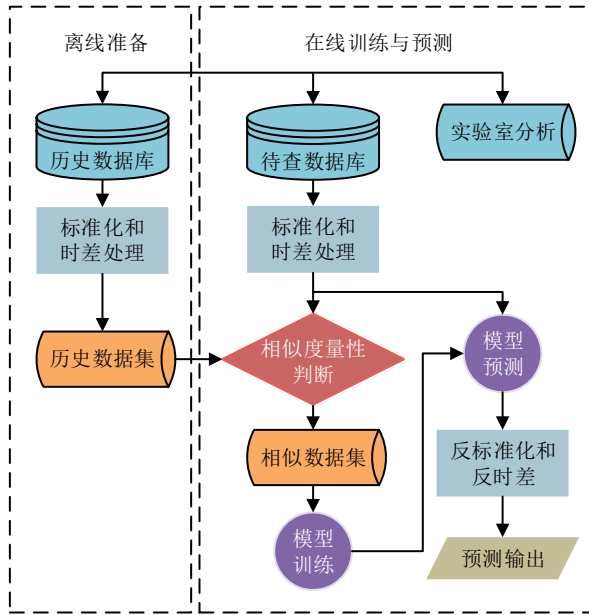 离线准备
在线训练与预测
历史数据库
待查数据库
实验室分析
标准化和
时差处理
标准化和
时差处理
历史数据集
相似度量性
判断
模型
预测
相似数据集
反标准化和
反时差
模型
训练
预测输出